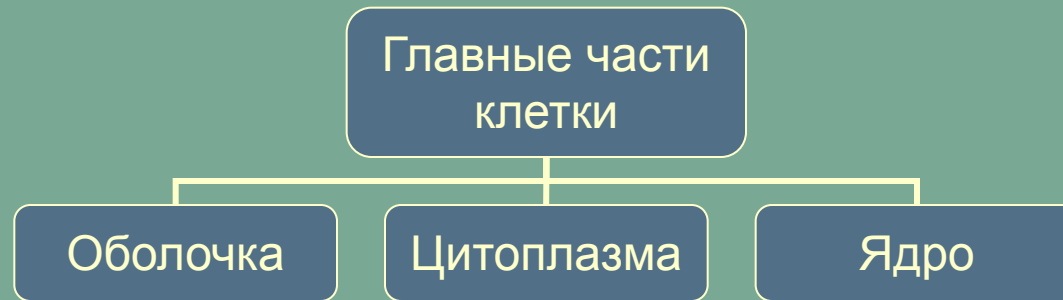 Главные части
клетки
Оболочка
Цитоплазма
Ядро